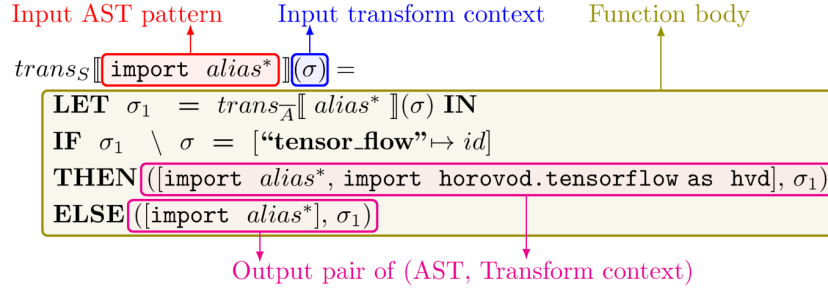 Input AST pattern Input transform context Function body
trans_S⟦import alias*⟧(σ) =
LET σ₁ = trans_A̅⟦ alias* ⟧(σ) IN
IF σ₁ \ σ = [“tensor_flow”↦ id]
THEN ([import alias*, import horovod.tensorflow as hvd], σ₁)
ELSE ([import alias*], σ₁)
Output pair of (AST, Transform context)